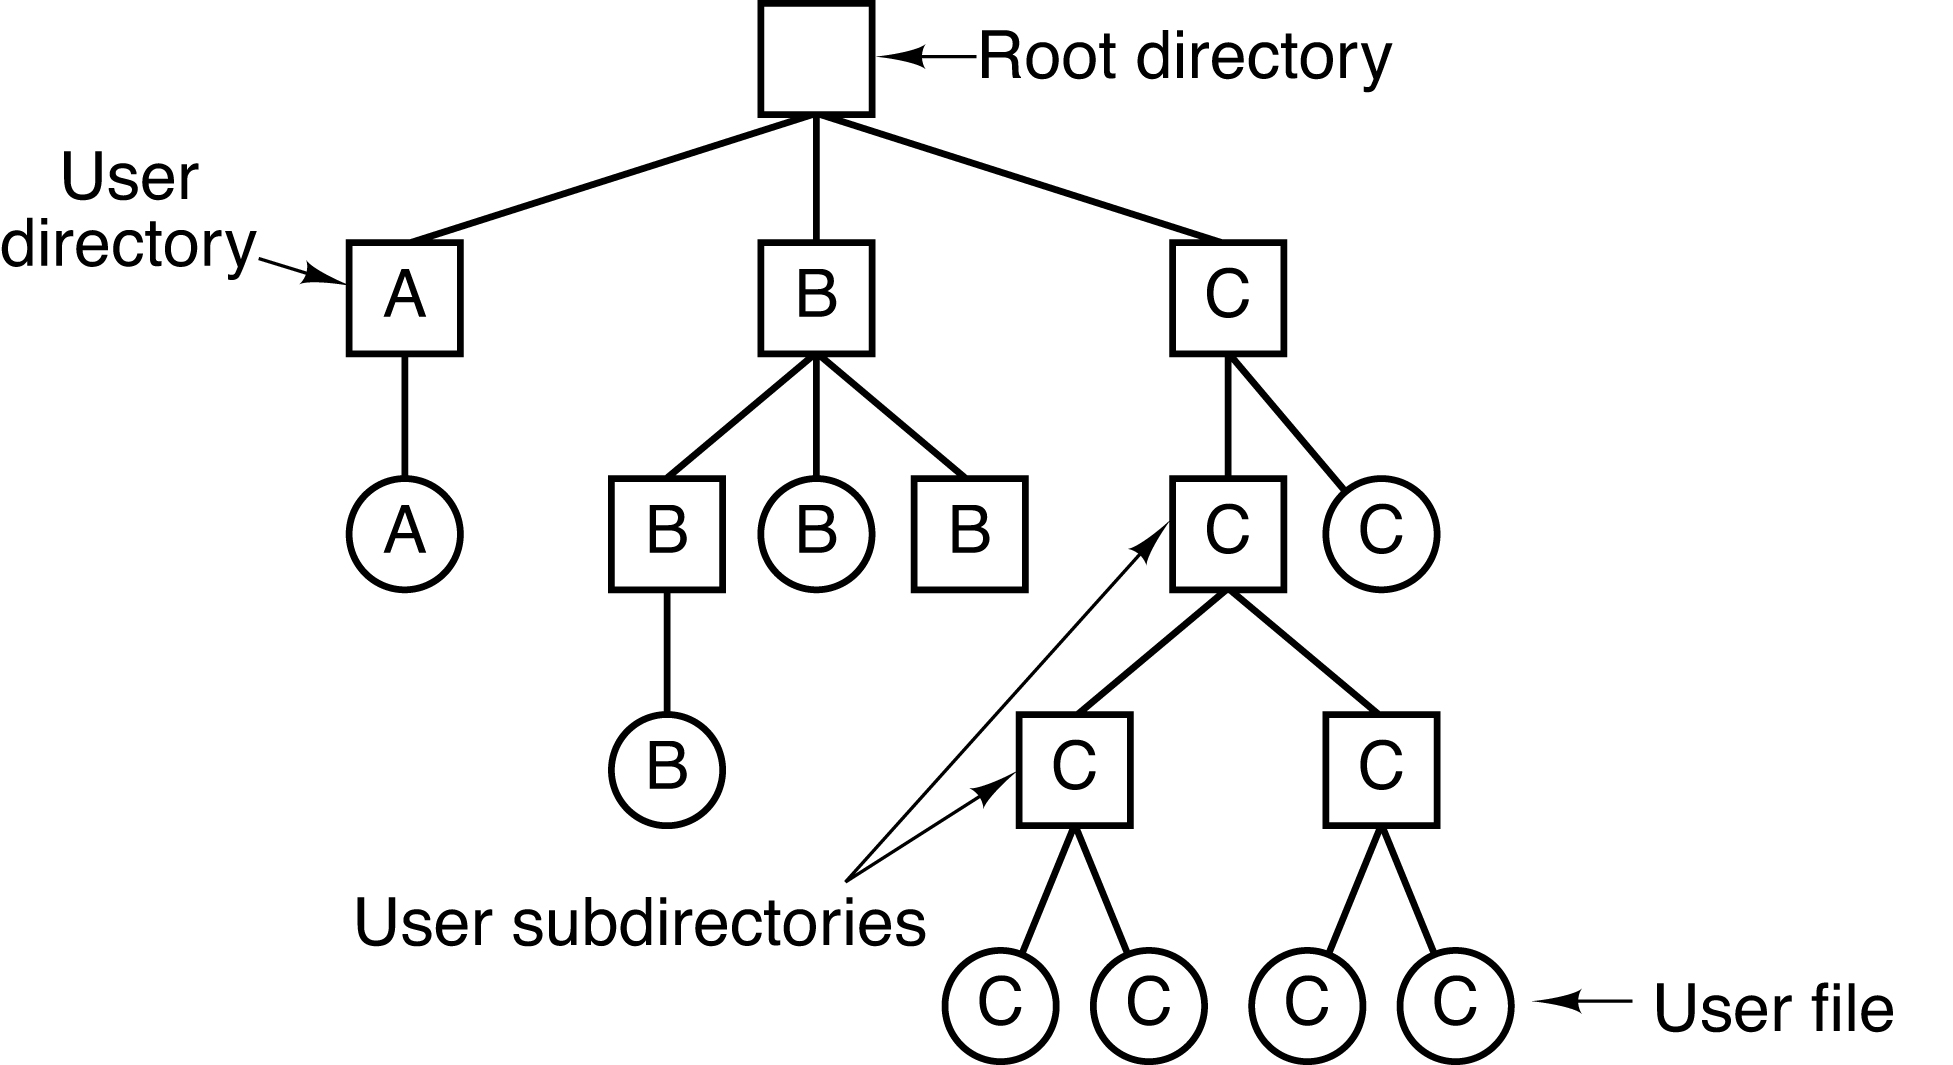 Root directory
User
directory
A B C
A B B B C C
B C C
User subdirectories
C C C C
User file